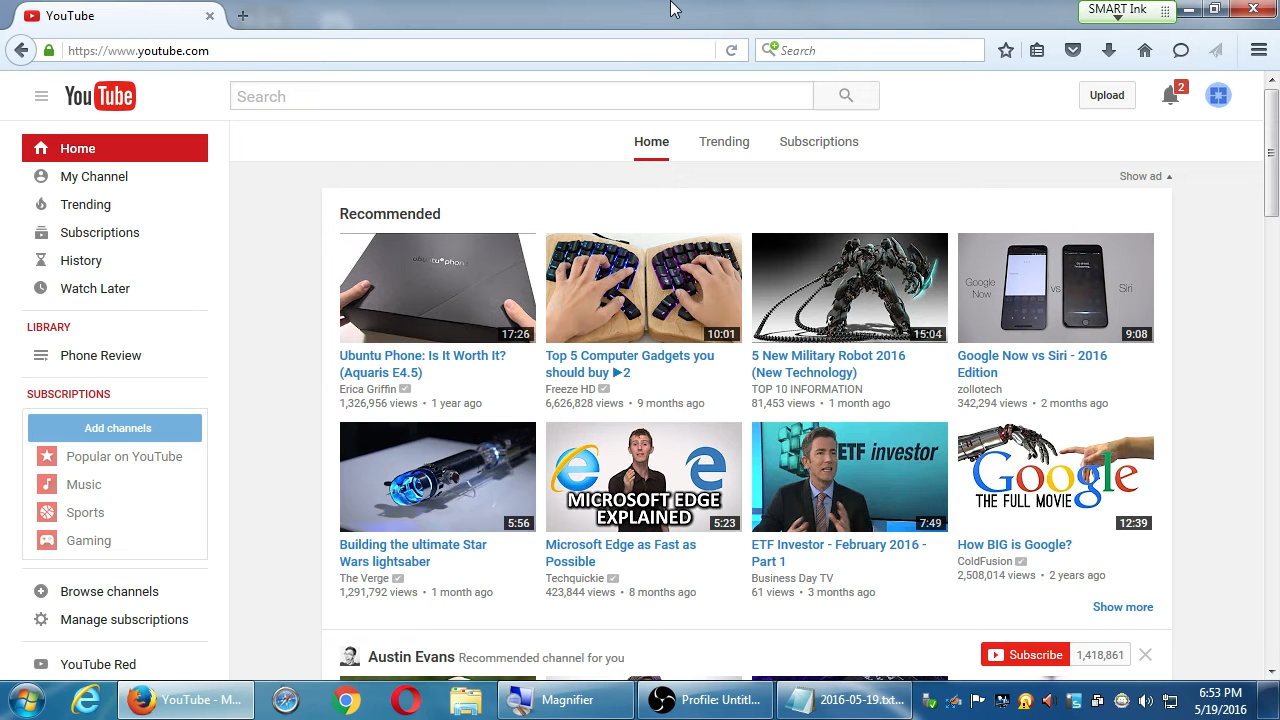 YouTube
SMART Ink
https://www.youtube.com
Search
YouTube
Search
Upload
2
Home
Trending
Subscriptions
Home
My Channel
Trending
Subscriptions
History
Watch Later
LIBRARY
Phone Review
SUBSCRIPTIONS
Add channels
Popular on YouTube
Music
Sports
Gaming
Browse channels
Manage subscriptions
YouTube Red
Show ad
Recommended
17:26
10:01
Google Now vs Siri
15:04
9:08
Ubuntu Phone: Is It Worth It? (Aquaris E4.5)
Erica Griffin
1,326,956 views • 1 year ago
Top 5 Computer Gadgets you should buy ▶2
Freeze HD
6,626,828 views • 9 months ago
5 New Military Robot 2016 (New Technology)
TOP 10 INFORMATION
81,453 views • 1 month ago
Google Now vs Siri - 2016 Edition
zollotech
342,294 views • 2 months ago
5:56
MICROSOFT EDGE
EXPLAINED
5:23
ETF investor
7:49
Google
THE FULL MOVIE
12:39
Building the ultimate Star Wars lightsaber
The Verge
1,291,792 views • 1 month ago
Microsoft Edge as Fast as Possible
Techquickie
423,844 views • 8 months ago
ETF Investor - February 2016 - Part 1
Business Day TV
61 views • 3 months ago
How BIG is Google?
ColdFusion
2,508,014 views • 2 years ago
Show more
Austin Evans Recommended channel for you
Subscribe 1,418,861
YouTube - M...
Magnifier
Profile: Untitl...
2016-05-19.txt...
6:53 PM
5/19/2016